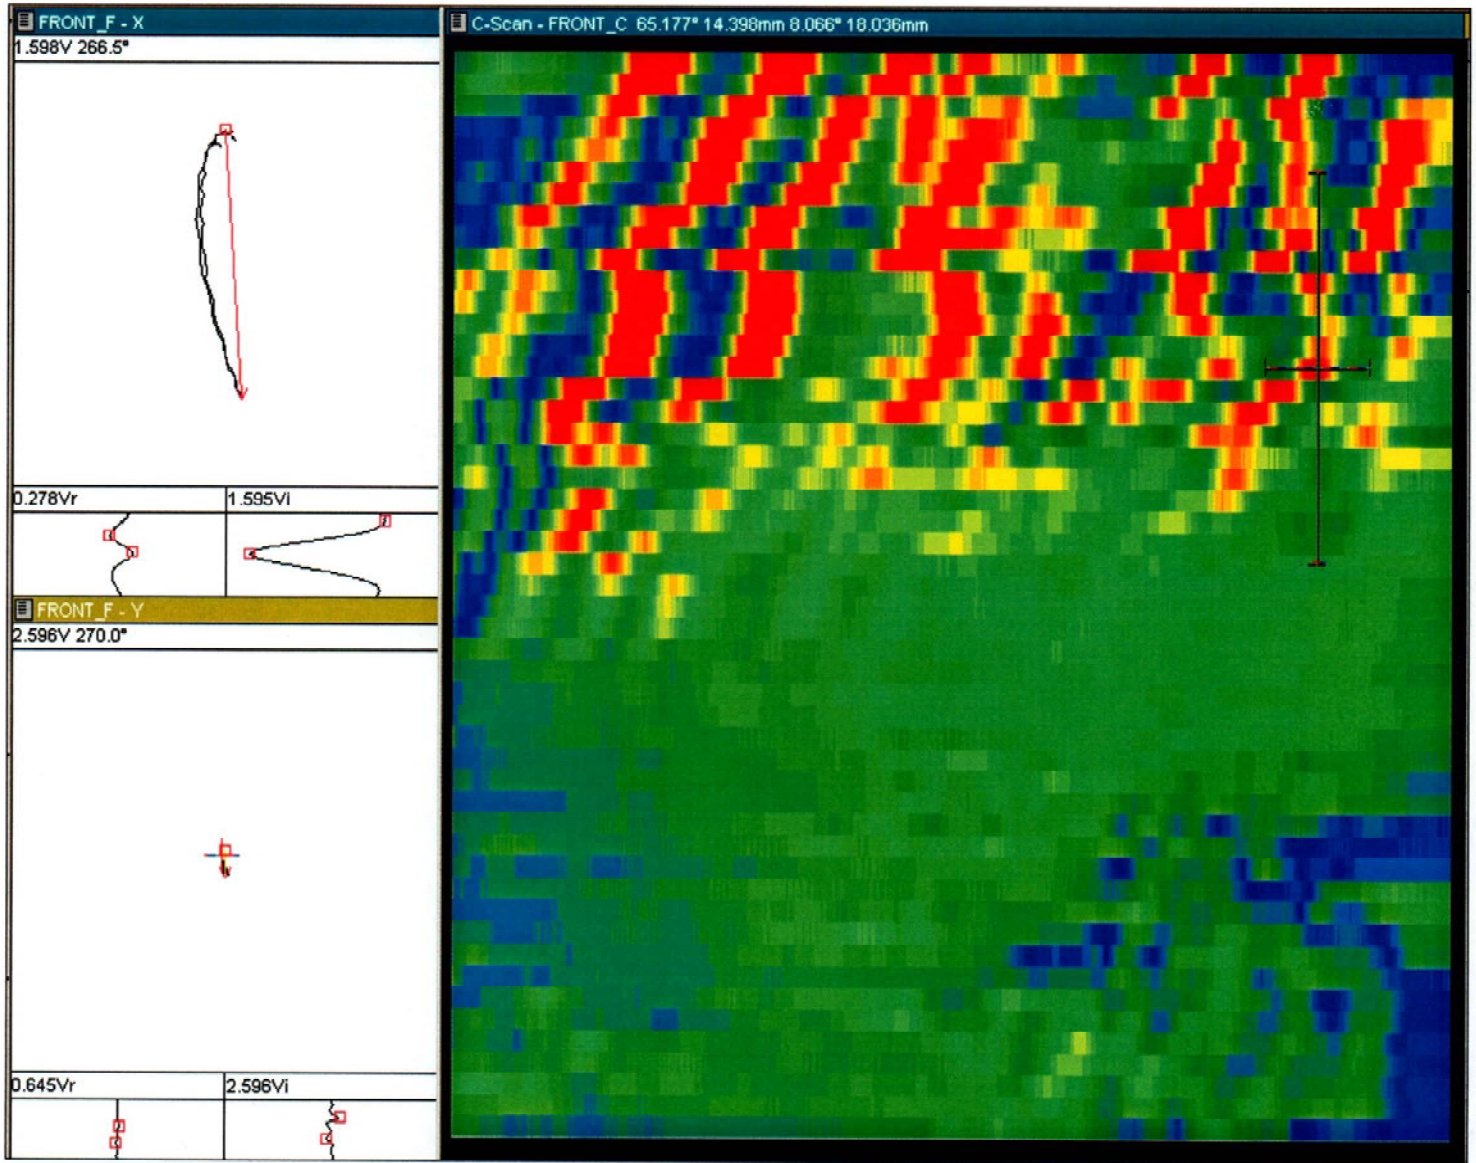 FRONT_F - X
1.598V 266.5°
0.278Vr
1.595Vi
FRONT_F - Y
2.596V 270.0°
0.645Vr
2.596Vi
C-Scan - FRONT_C 65.177° 14.398mm 8.066° 18.036mm